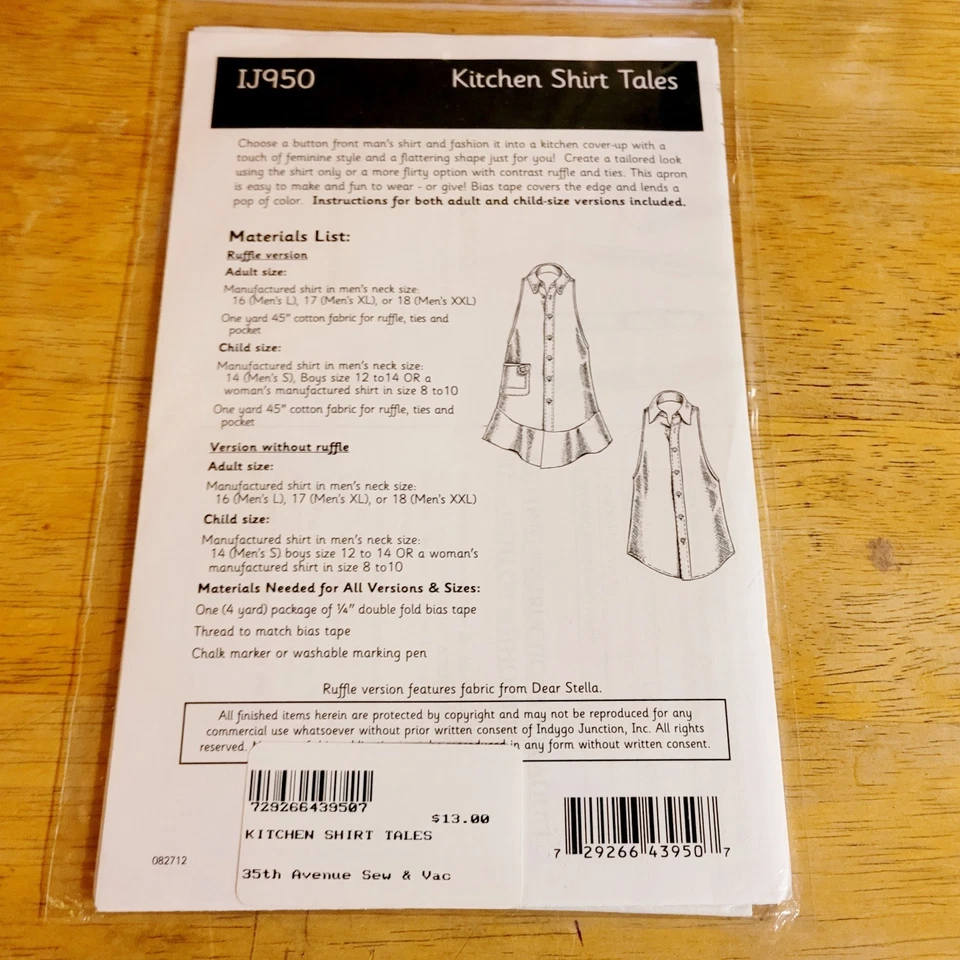 IJ950 Kitchen Shirt Tales
Choose a button front man's shirt and fashion it into a kitchen cover-up with a
touch of feminine style and a flattering shape just for you! Create a tailored look
using the shirt only or a more flirty option with contrast ruffle and ties. This apron
is easy to make and fun to wear - or give! Bias tape covers the edge and lends a
pop of color. Instructions for both adult and child-size versions included.
Materials List:
Ruffle version
Adult size:
Manufactured shirt in men's neck size:
16 (Men's L), 17 (Men's XL), or 18 (Men's XXL)
One yard 45" cotton fabric for ruffle, ties and
pocket
Child size:
Manufactured shirt in men's neck size:
14 (Men's S), Boys size 12 to14 OR a
woman's manufactured shirt in size 8 to10
One yard 45" cotton fabric for ruffle, ties and
pocket
Version without ruffle
Adult size:
Manufactured shirt in men's neck size:
16 (Men's L), 17 (Men's XL), or 18 (Men's XXL)
Child size:
Manufactured shirt in men's neck size:
14 (Men's S) boys size 12 to 14 OR a woman's
manufactured shirt in size 8 to10
Materials Needed for All Versions & Sizes:
One (4 yard) package of ¼" double fold bias tape
Thread to match bias tape
Chalk marker or washable marking pen
Ruffle version features fabric from Dear Stella.
All finished items herein are protected by copyright and may not be reproduced for any
commercial use whatsoever without prior written consent of Indygo Junction, Inc. All rights
reserved. in any form without written consent.
729266439507
$13.00
KITCHEN SHIRT TALES
35th Avenue Sew & Vac
7 29266 43950 7
082712